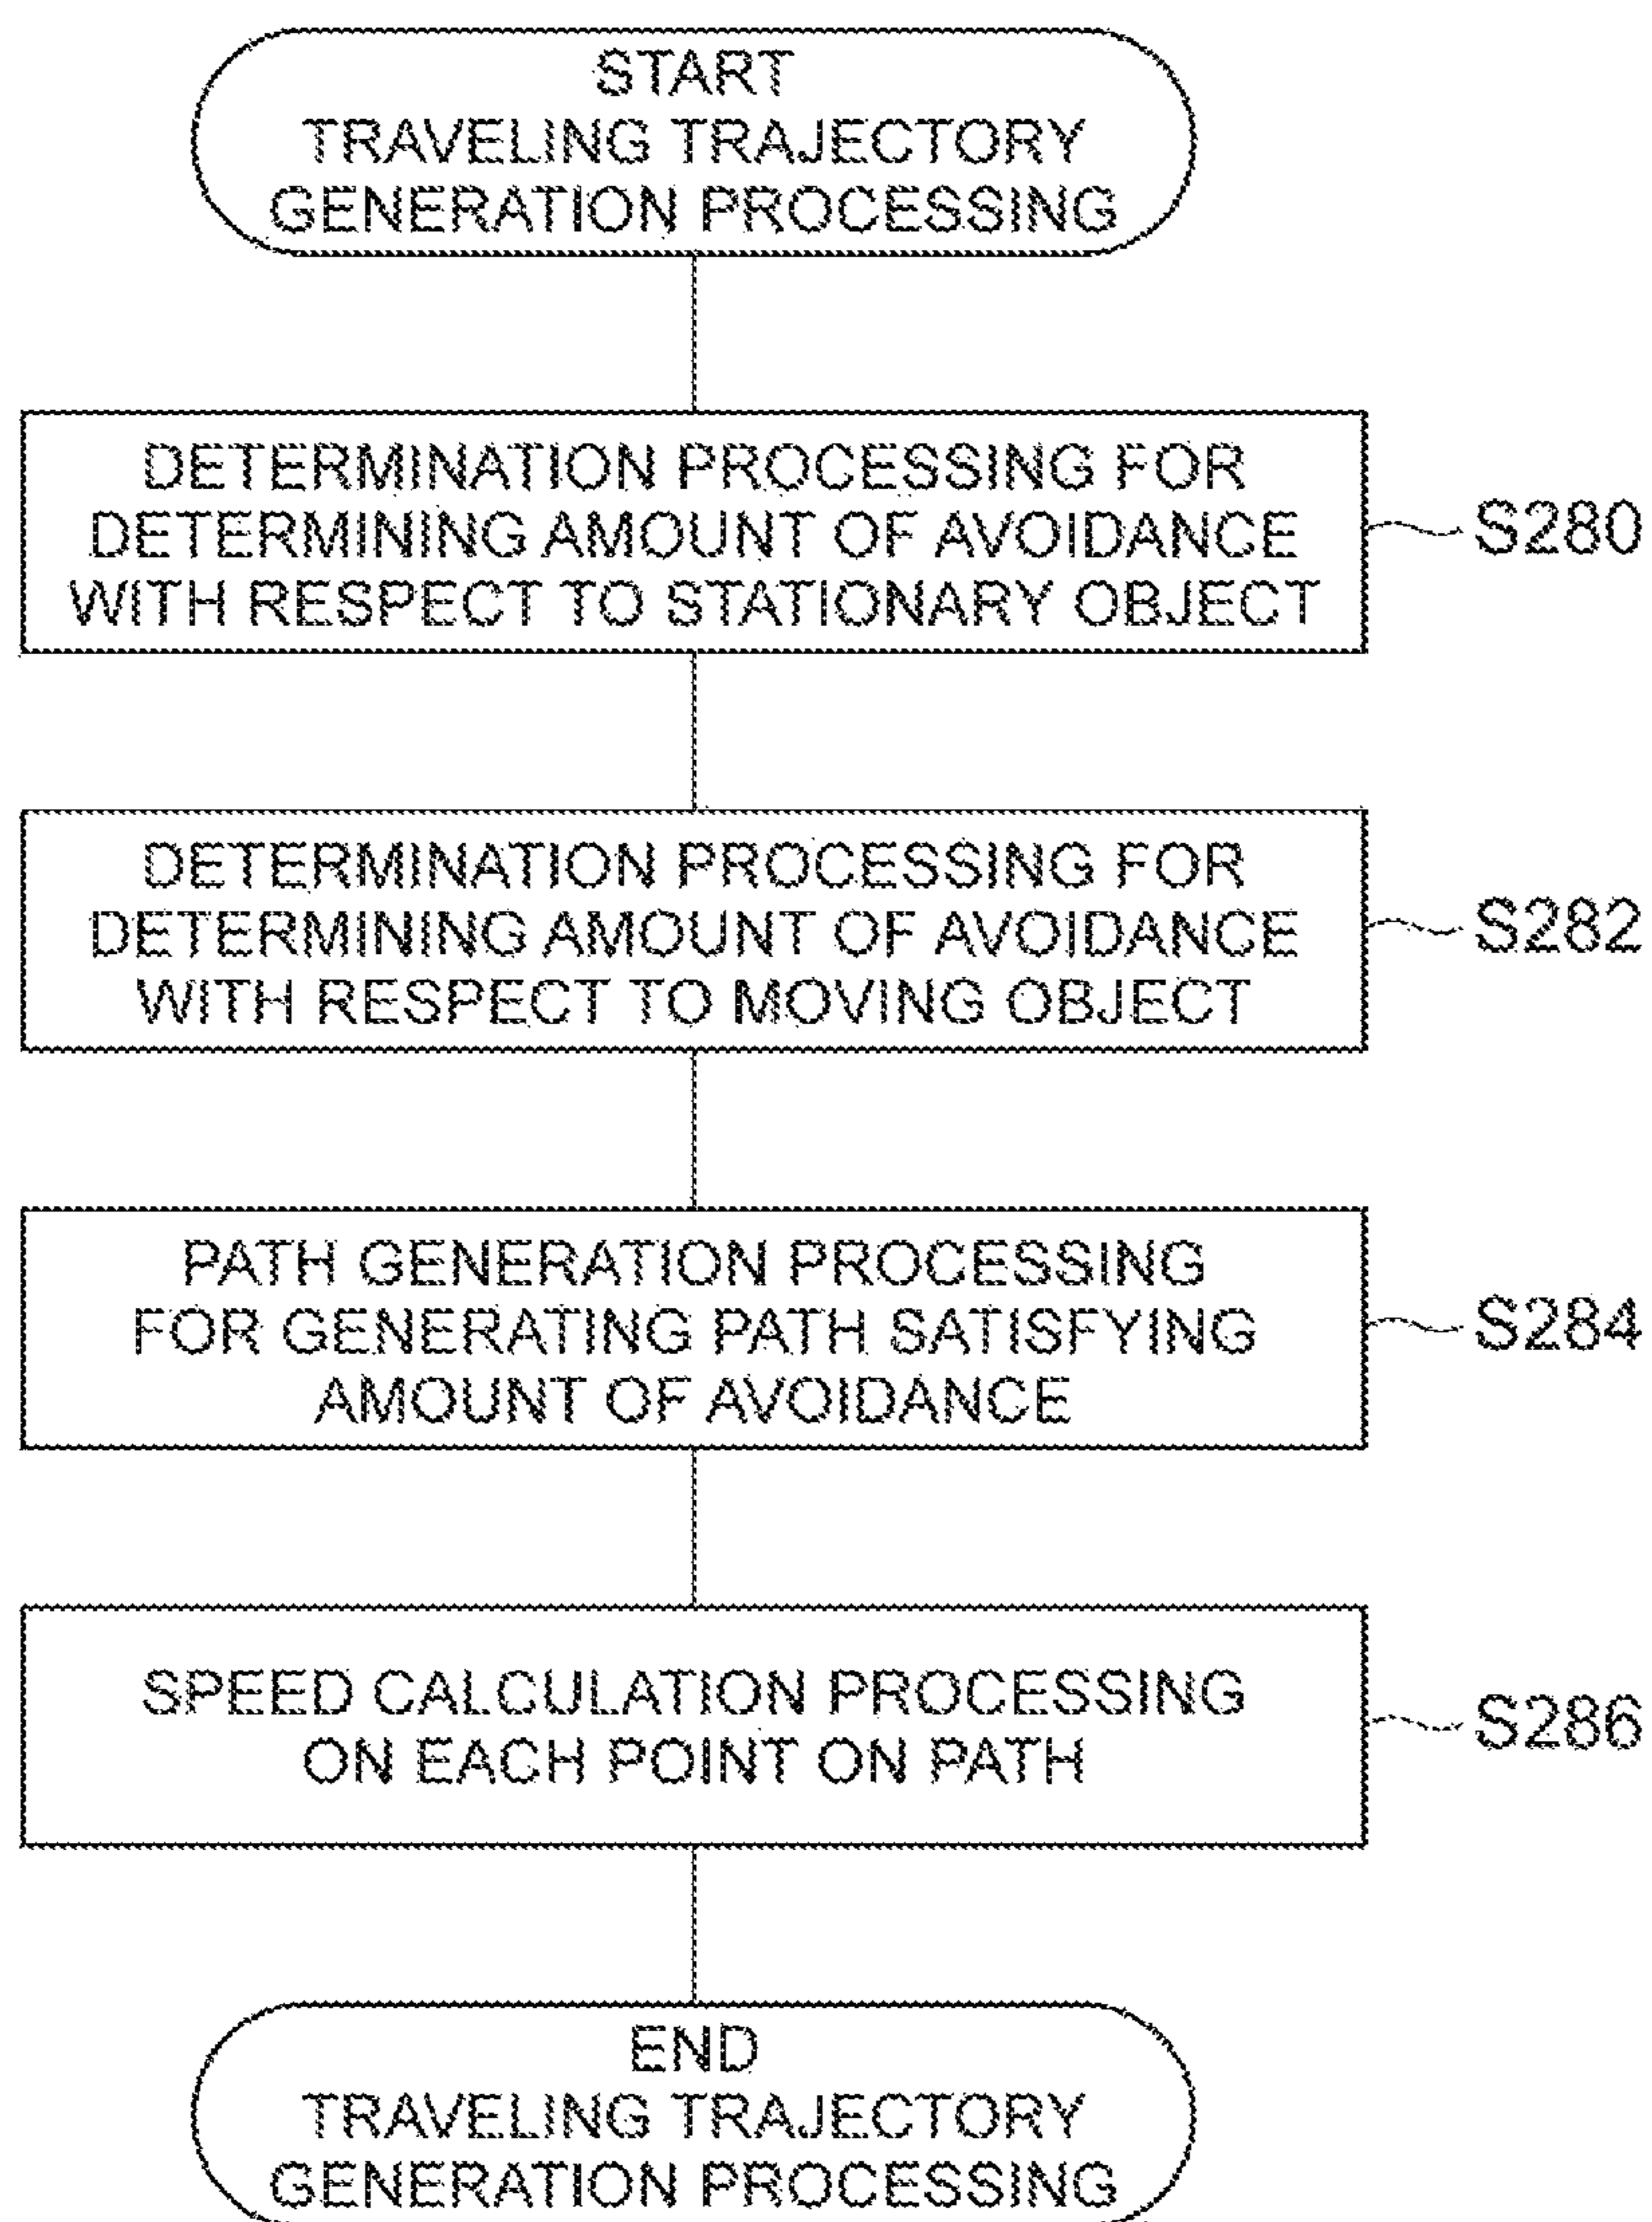 START
TRAVELING TRAJECTORY
GENERATION PROCESSING
DETERMINATION PROCESSING FOR
DETERMINING AMOUNT OF AVOIDANCE
WITH RESPECT TO STATIONARY OBJECT
S280
DETERMINATION PROCESSING FOR
DETERMINING AMOUNT OF AVOIDANCE
WITH RESPECT TO MOVING OBJECT
S282
PATH GENERATION PROCESSING
FOR GENERATING PATH SATISFYING
AMOUNT OF AVOIDANCE
S284
SPEED CALCULATION PROCESSING
ON EACH POINT ON PATH
S286
END
TRAVELING TRAJECTORY
GENERATION PROCESSING